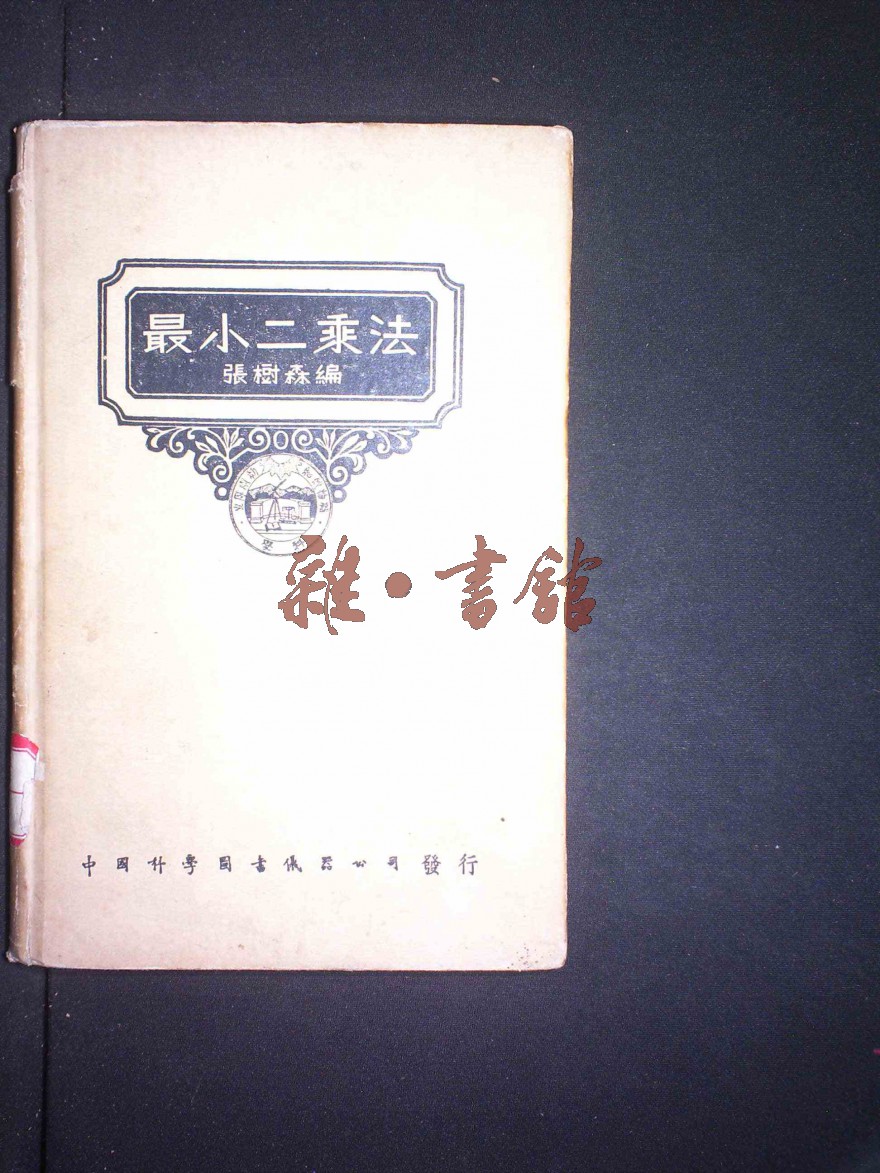 最小二乘法
張樹森編
雜·書館
中國科學圖書儀器公司發行